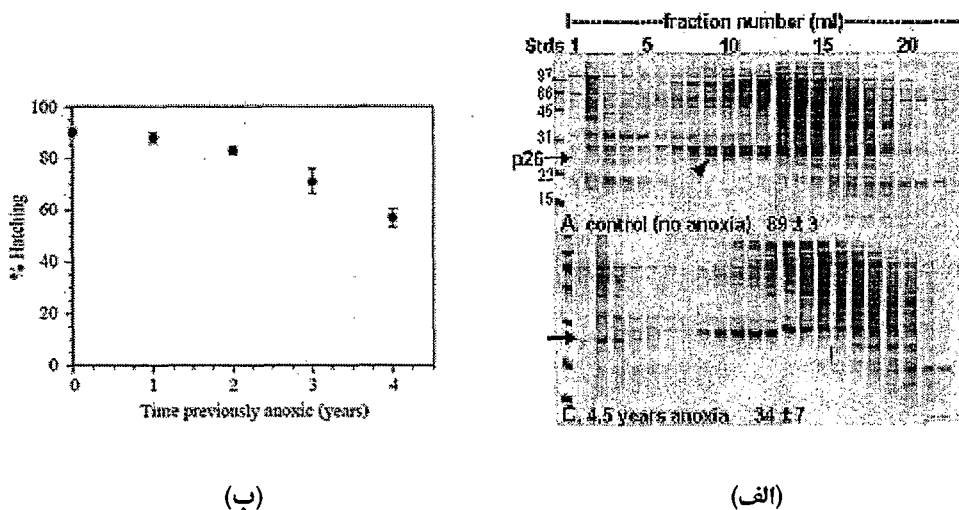 100
80
60
40
20
0
% Hatching
0 1 2 3 4
Time previously anoxic (years)
(ب)
fraction number (ml)
Stds 1 5 10 15 20
97
66
45
31
p26
22
15
A. control (no anoxia) 89 ± 3
C. 4.5 years anoxia 34 ± 7
(الف)